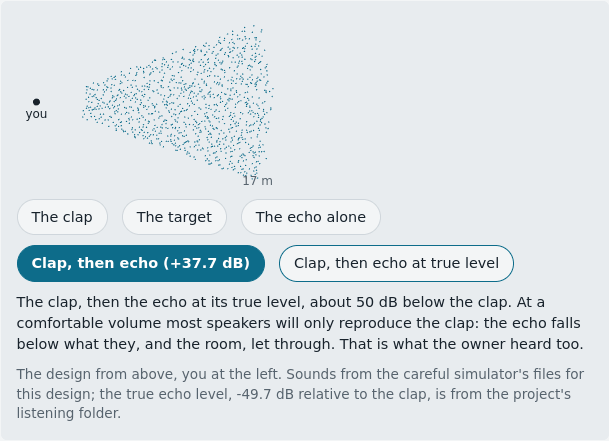 you
17 m
The clap
The target
The echo alone
Clap, then echo (+37.7 dB)
Clap, then echo at true level
The clap, then the echo at its true level, about 50 dB below the clap. At a
comfortable volume most speakers will only reproduce the clap: the echo falls
below what they, and the room, let through. That is what the owner heard too.
The design from above, you at the left. Sounds from the careful simulator's files for
this design; the true echo level, -49.7 dB relative to the clap, is from the project's
listening folder.